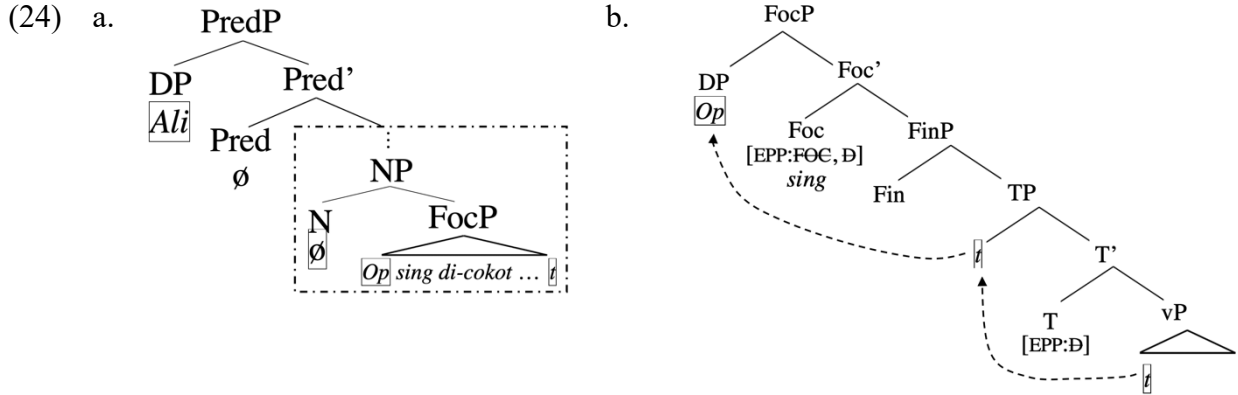 (24) a. b.
PredP
DP Pred’
Ali
Pred
ø
NP
N FocP
ø
Op sing di-cokot … t
FocP
DP Foc’
Op
Foc FinP
[EPP:FOC, D]
sing
Fin TP
t T’
T vP
[EPP:D]
t